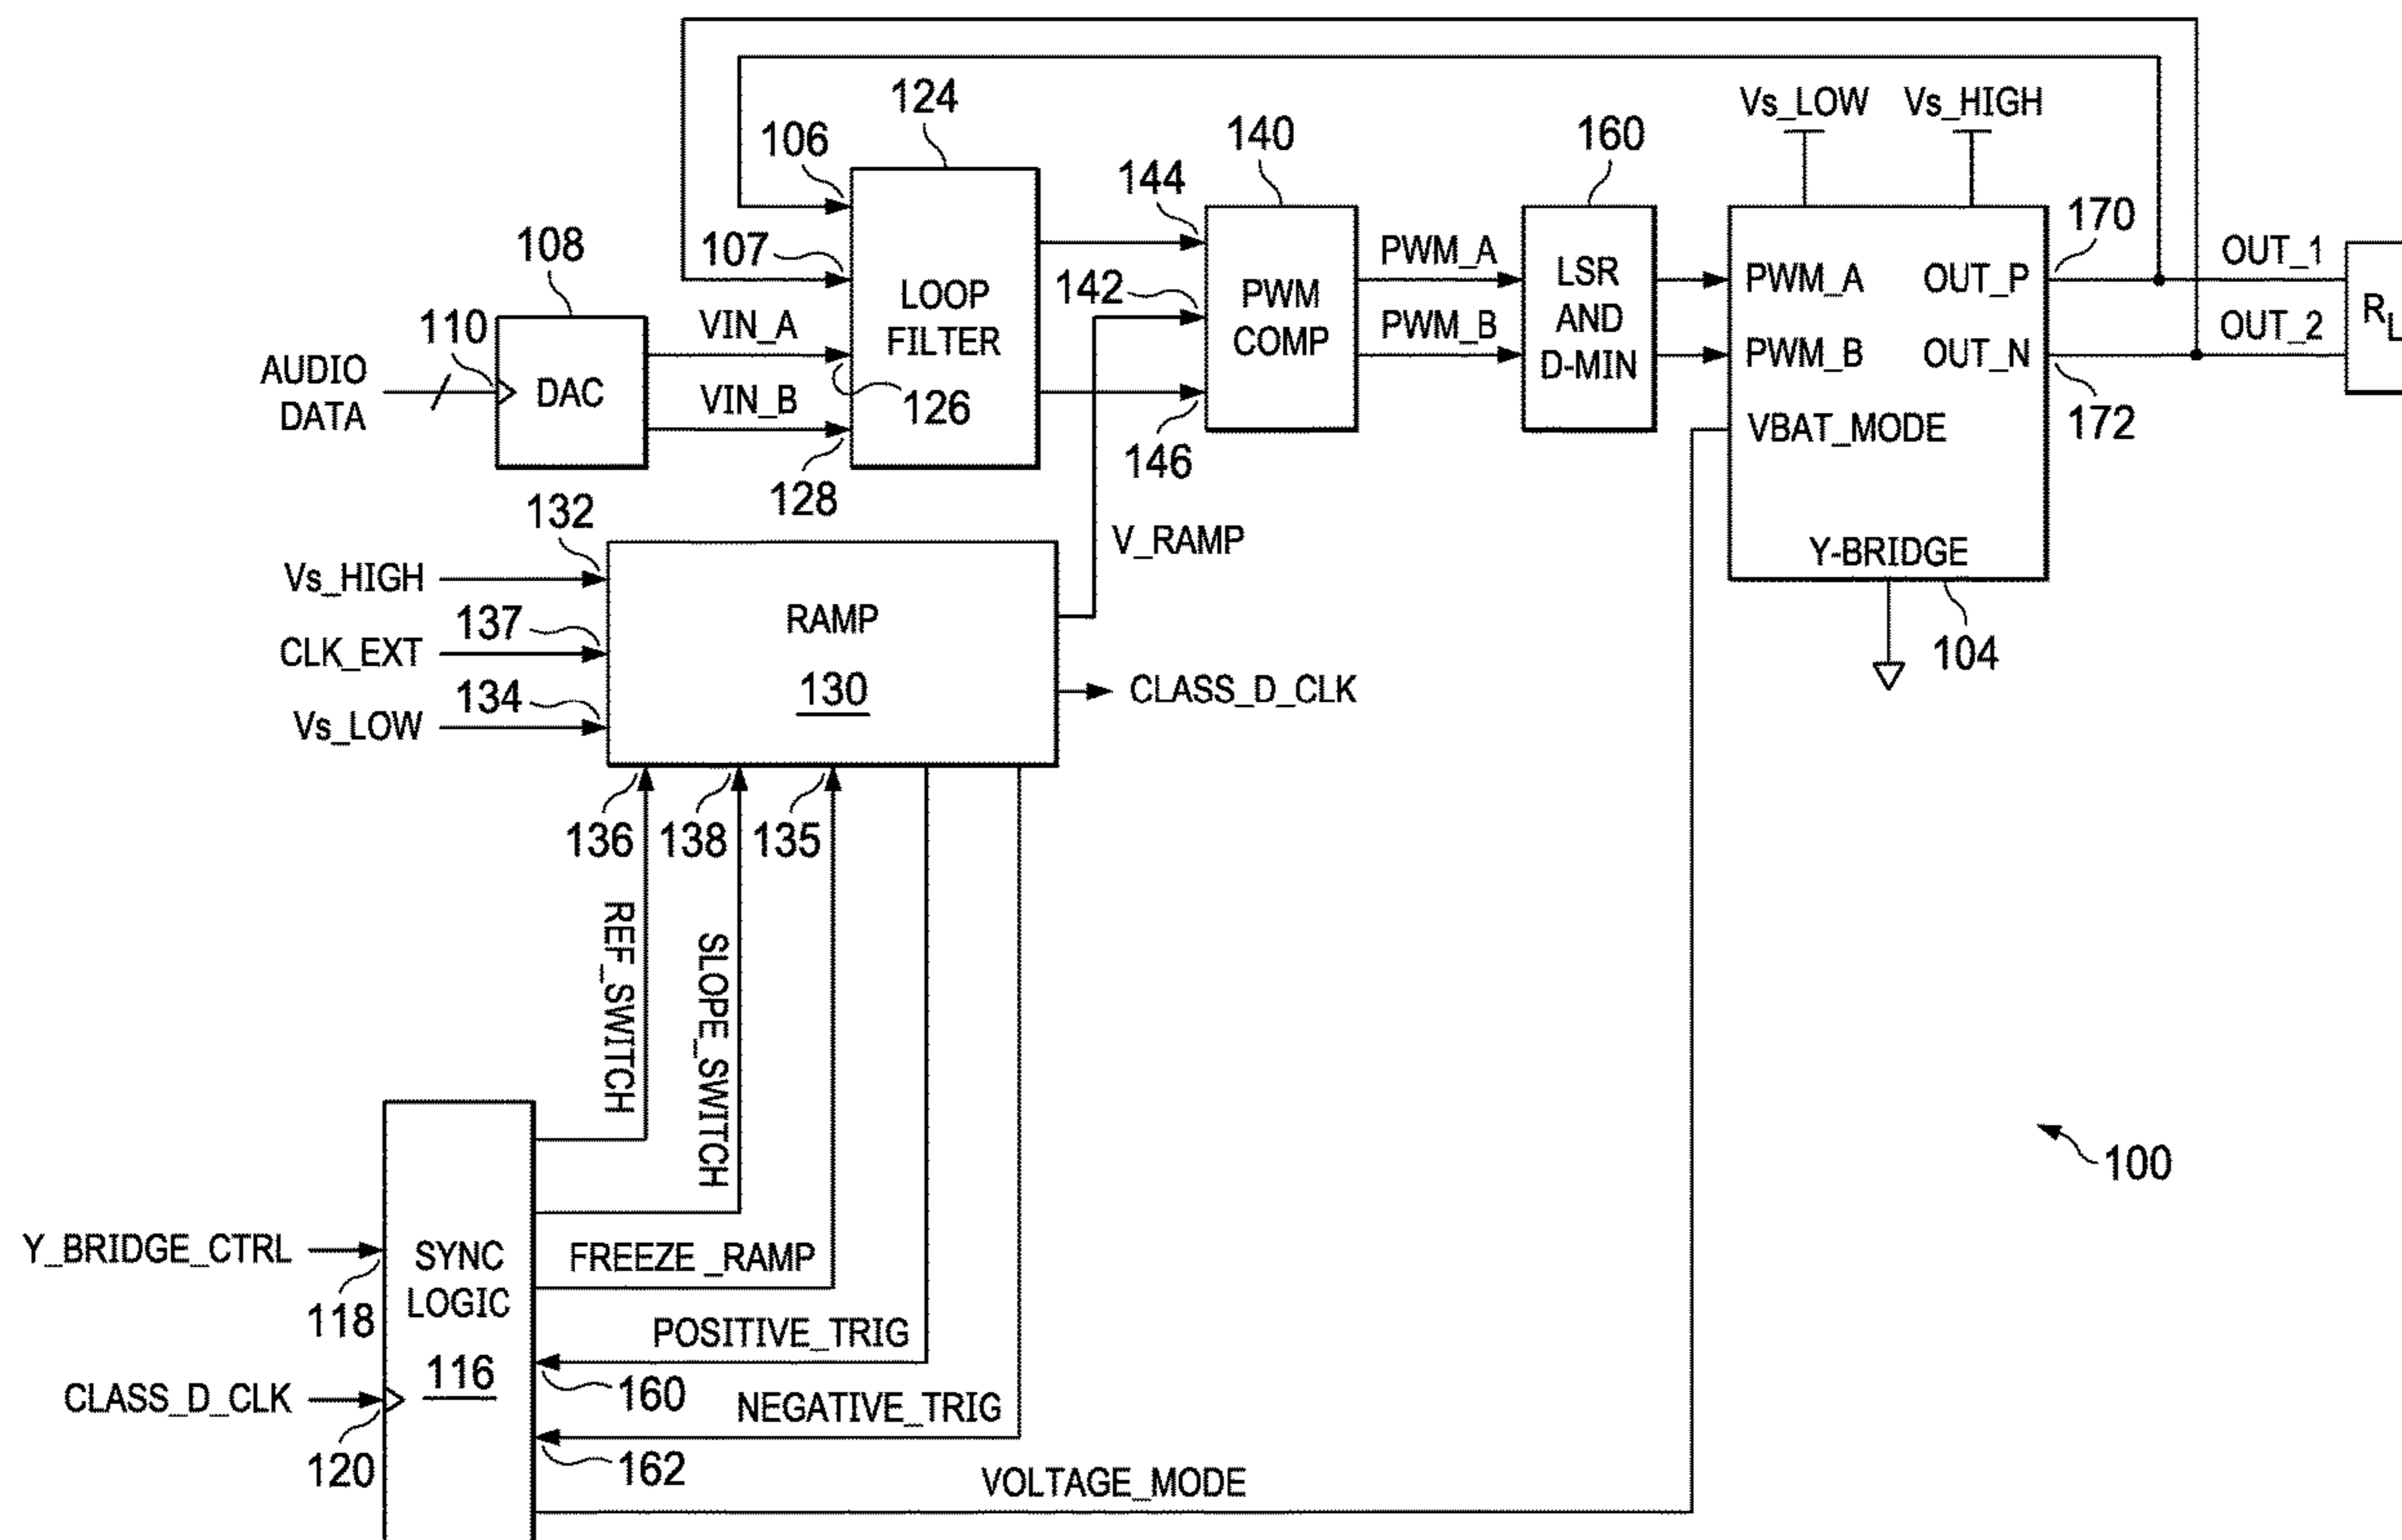 124
106
140
160
Vs_LOW
Vs_HIGH
144
170
108
107
PWM_A
LSR
AND
D-MIN
PWM_A
OUT_P
OUT_1
LOOP
FILTER
142
PWM
COMP
R_L
110
VIN_A
PWM_B
PWM_B
OUT_N
OUT_2
AUDIO
DATA
DAC
VIN_B
126
VBAT_MODE
172
146
128
132
V_RAMP
Y-BRIDGE
Vs_HIGH
137
RAMP
CLK_EXT
104
134
130
CLASS_D_CLK
Vs_LOW
136
138
135
REF_SWITCH
SLOPE_SWITCH
100
Y_BRIDGE_CTRL
SYNC
LOGIC
FREEZE _RAMP
118
POSITIVE_TRIG
116
CLASS_D_CLK
160
NEGATIVE_TRIG
120
162
VOLTAGE_MODE